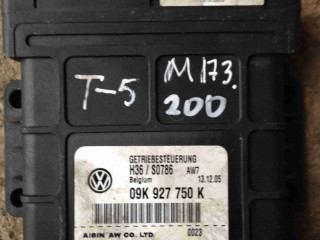 T-5
M173.
200
GETRIEBESTEUERUNG
H36 / S0786 AW7
Belgium 13.12.05
09K 927 750 K
AISIN AW CO. LTD 0023